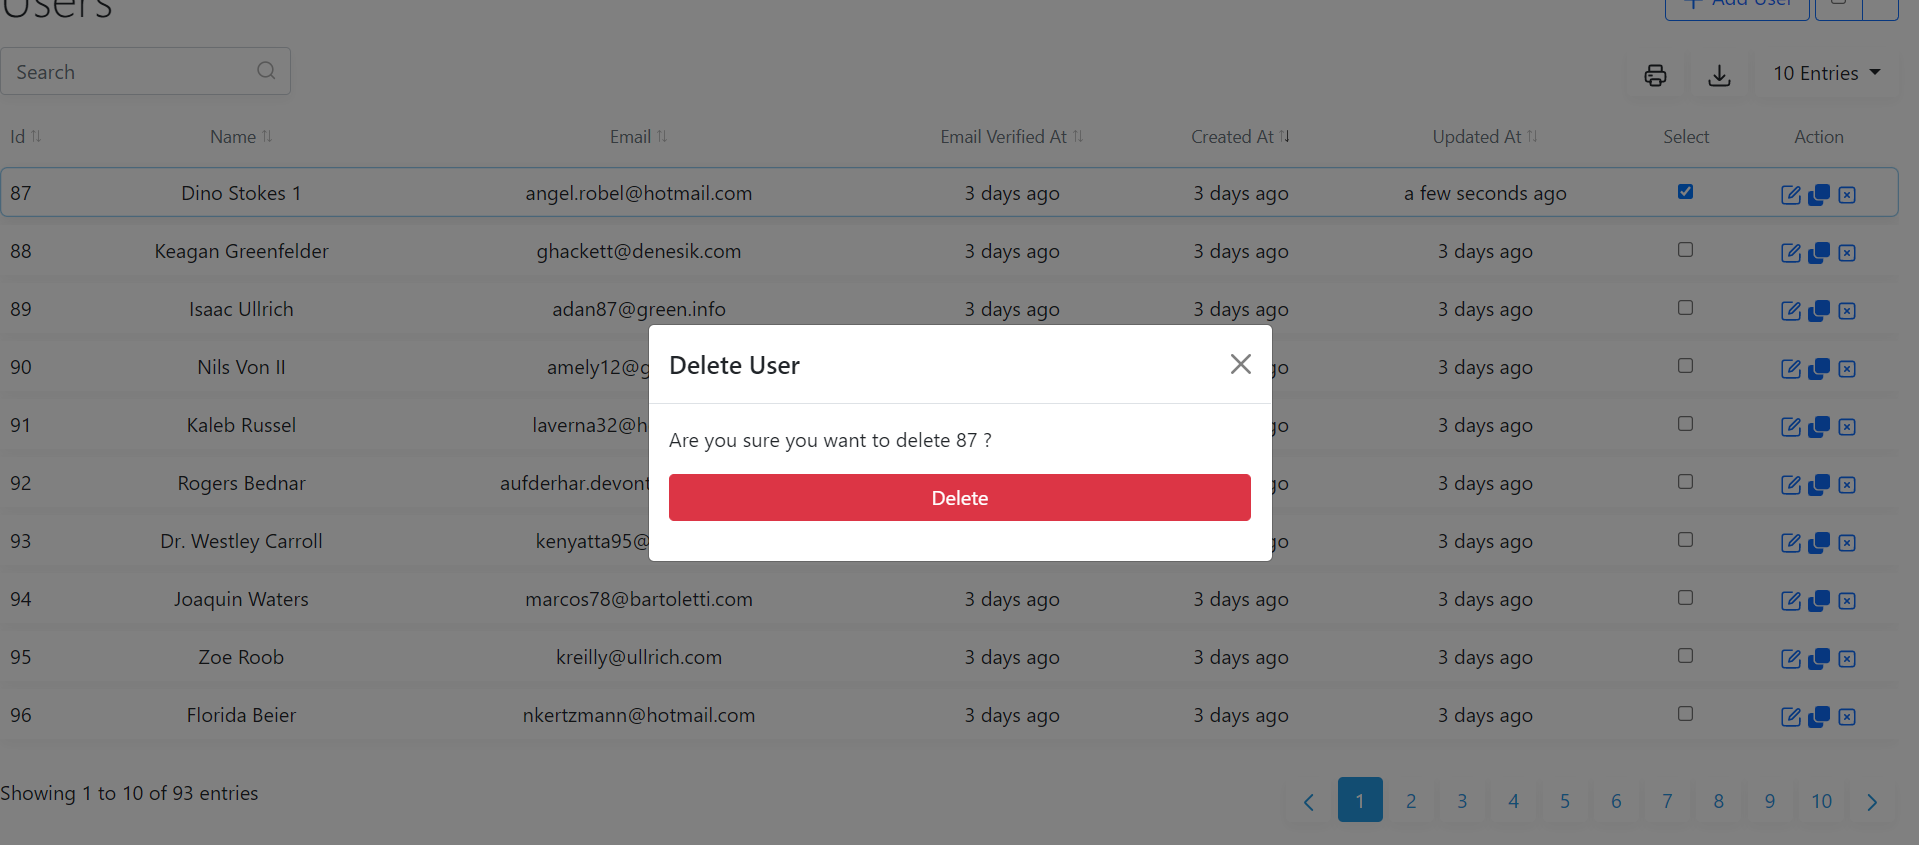 Users
Add User
Search
10 Entries
Id Name Email Email Verified At Created At Updated At Select Action
87 Dino Stokes 1 angel.robel@hotmail.com 3 days ago 3 days ago a few seconds ago
88 Keagan Greenfelder ghackett@denesik.com 3 days ago 3 days ago 3 days ago
89 Isaac Ullrich adan87@green.info 3 days ago 3 days ago 3 days ago
90 Nils Von II amely12@g go 3 days ago
91 Kaleb Russel laverna32@h go 3 days ago
92 Rogers Bednar aufderhar.devont go 3 days ago
93 Dr. Westley Carroll kenyatta95@ go 3 days ago
94 Joaquin Waters marcos78@bartoletti.com 3 days ago 3 days ago 3 days ago
95 Zoe Roob kreilly@ullrich.com 3 days ago 3 days ago 3 days ago
96 Florida Beier nkertzmann@hotmail.com 3 days ago 3 days ago 3 days ago
Delete User
Are you sure you want to delete 87 ?
Delete
Showing 1 to 10 of 93 entries
1 2 3 4 5 6 7 8 9 10